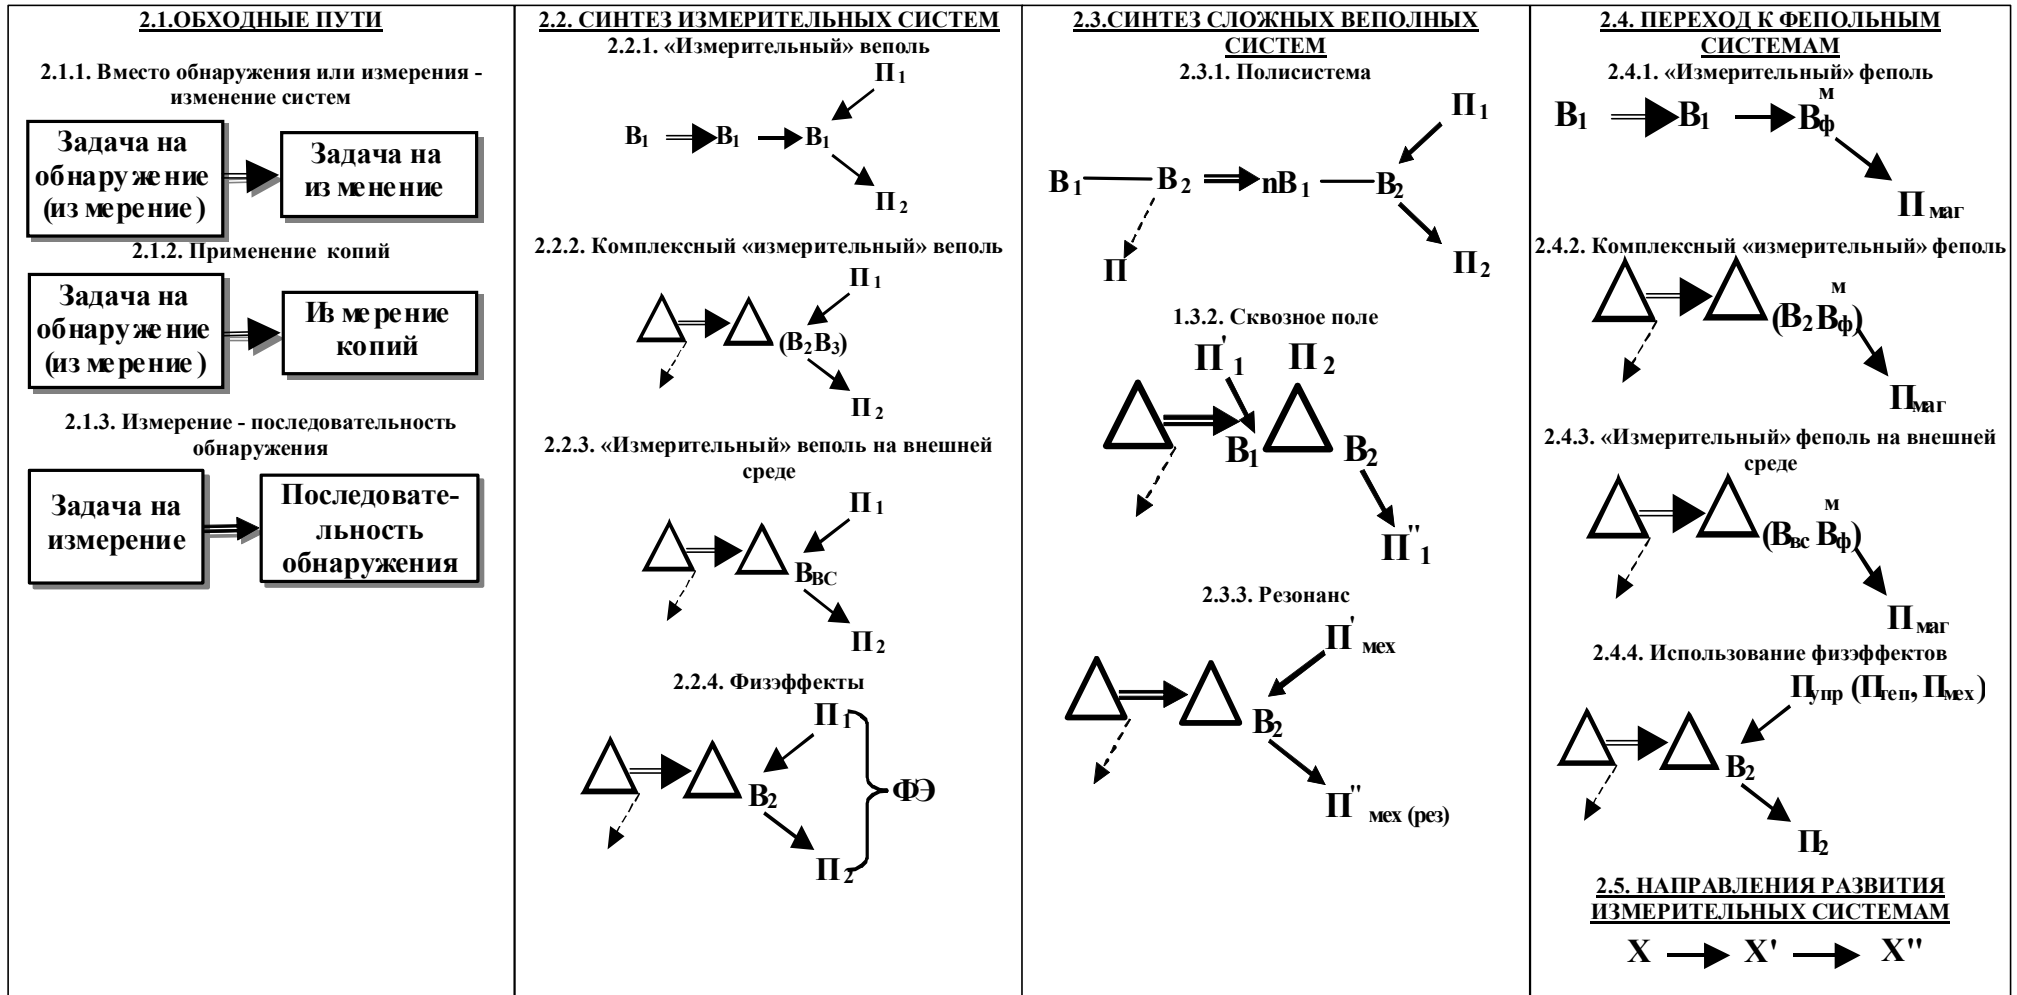 2.1.ОБХОДНЫЕ ПУТИ
2.1.1. Вместо обнаружения или измерения -
изменение систем
Задача на
обнаружение
(измерение)
Задача на
изменение
2.1.2. Применение копий
Задача на
обнаружение
(измерение)
Измерение
копий
2.1.3. Измерение - последовательность
обнаружения
Задача на
измерение
Последовате-
льность
обнаружения
2.2. СИНТЕЗ ИЗМЕРИТЕЛЬНЫХ СИСТЕМ
2.2.1. «Измерительный» веполь
П1
В1 В1 В1
П2
2.2.2. Комплексный «измерительный» веполь
П1
(В2В3)
П2
2.2.3. «Измерительный» веполь на внешней
среде
П1
ВВС
П2
2.2.4. Физэффекты
П1
В2
ФЭ
П2
2.3.СИНТЕЗ СЛОЖНЫХ ВЕПОЛНЫХ
СИСТЕМ
2.3.1. Полисистема
П1
В1 В2 nВ1 В2
П
П2
1.3.2. Сквозное поле
П'1 П2
В1 В2
П''1
2.3.3. Резонанс
П'мех
В2
П''мех (рез)
2.4. ПЕРЕХОД К ФЕПОЛЬНЫМ
СИСТЕМАМ
2.4.1. «Измерительный» феполь
м
В1 В1 Вф
Пмаг
2.4.2. Комплексный «измерительный» феполь
м
(В2Вф)
Пмаг
2.4.3. «Измерительный» феполь на внешней
среде
м
(Ввс Вф)
Пмаг
2.4.4. Использование физэффектов
Пупр (Птеп, Пмех)
В2
П2
2.5. НАПРАВЛЕНИЯ РАЗВИТИЯ
ИЗМЕРИТЕЛЬНЫХ СИСТЕМАМ
X X' X''